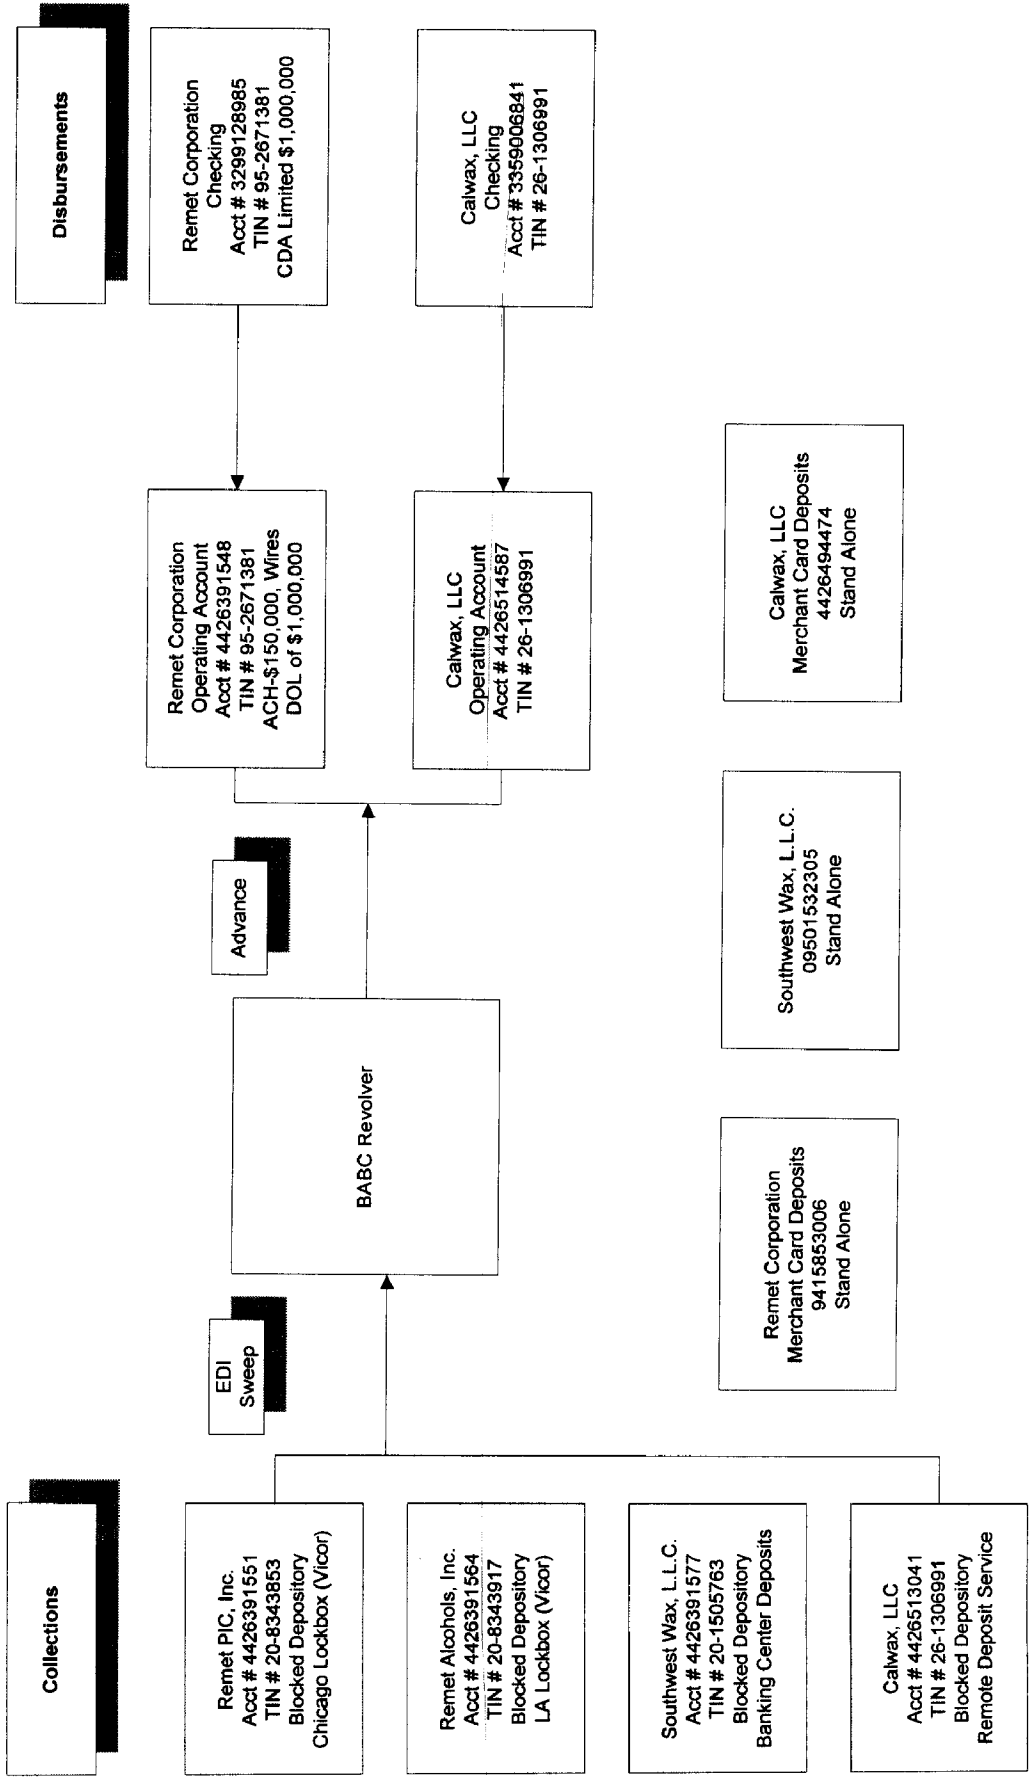 Collections
Disbursements
Remet PIC, Inc.
Acct # 4426391551
TIN # 20-8343853
Blocked Depository
Chicago Lockbox (Vicor)
Remet Alcohols, Inc.
Acct # 4426391564
TIN # 20-8343917
Blocked Depository
LA Lockbox (Vicor)
Southwest Wax, L.L.C.
Acct # 4426391577
TIN # 20-1505763
Blocked Depository
Banking Center Deposits
Calwax, LLC
Acct # 4426513041
TIN # 26-1306991
Blocked Depository
Remote Deposit Service
EDI
Sweep
BABC Revolver
Advance
Remet Corporation
Operating Account
Acct # 4426391548
TIN # 95-2671381
ACH-$150,000, Wires
DOL of $1,000,000
Calwax, LLC
Operating Account
Acct # 4426514587
TIN # 26-1306991
Remet Corporation
Checking
Acct # 3299128985
TIN # 95-2671381
CDA Limited $1,000,000
Calwax, LLC
Checking
Acct # 3359006841
TIN # 26-1306991
Remet Corporation
Merchant Card Deposits
9415853006
Stand Alone
Southwest Wax, L.L.C.
09501532305
Stand Alone
Calwax, LLC
Merchant Card Deposits
4426494474
Stand Alone